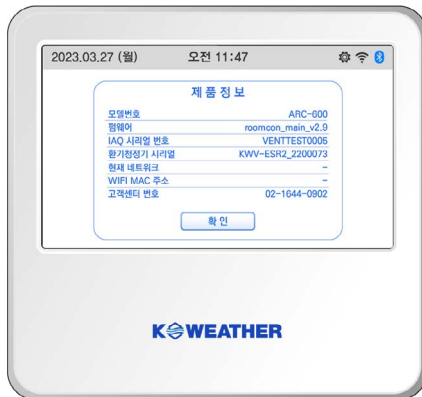 2023.03.27 (월) 오전 11:47
제품정보
모델번호 ARC-600
펌웨어 roomcon_main_v2.9
IAQ 시리얼 번호 VENTTEST0005
환기청정기 시리얼 KWV-ESR2_2200073
현재 네트워크 -
WIFI MAC 주소 -
고객센터 번호 02-1644-0902
확인
KWEATHER